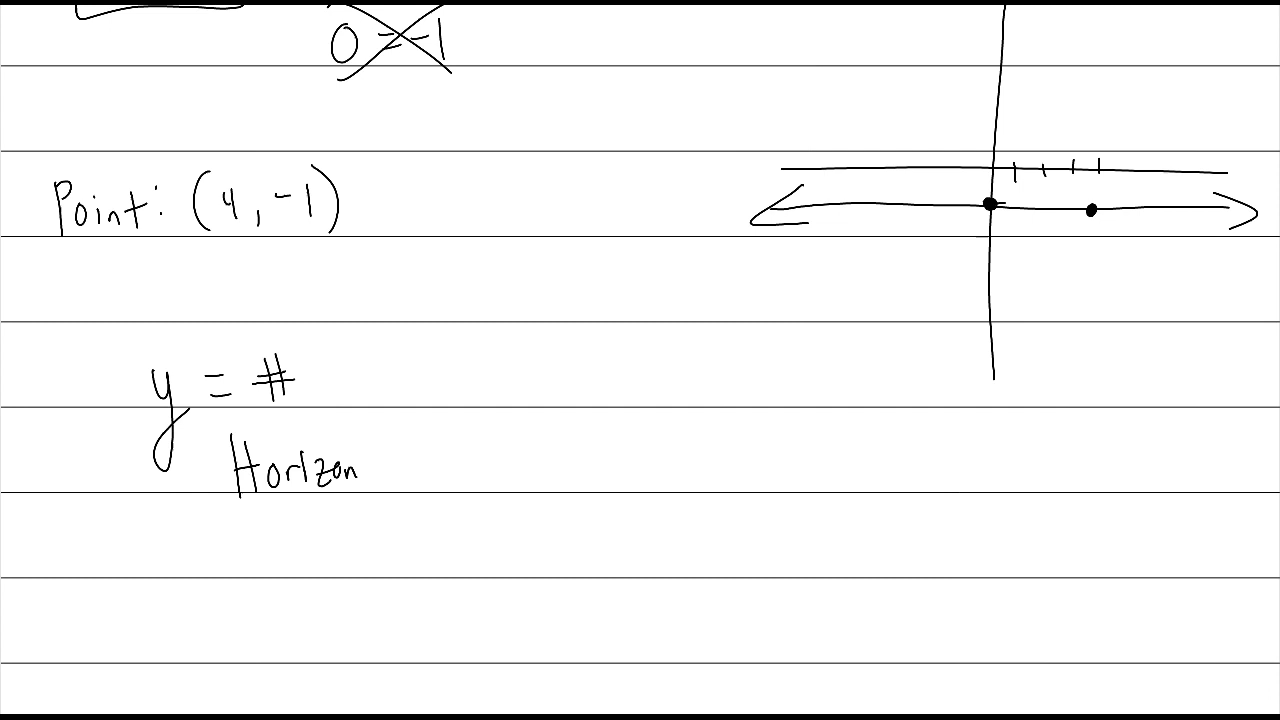 0 = -1
Point: (4, -1)
y = #
Horizon